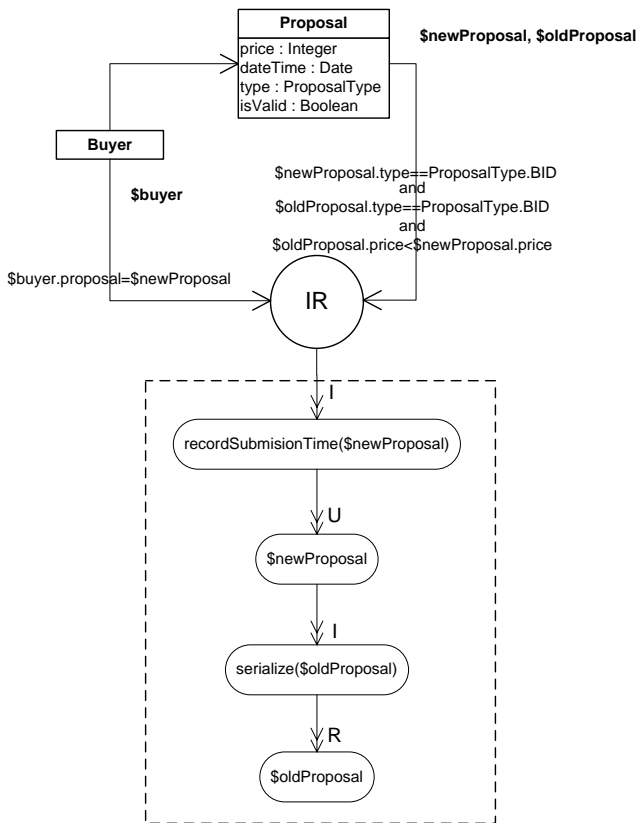 Proposal
$newProposal, $oldProposal
price : Integer
dateTime : Date
type : ProposalType
isValid : Boolean
Buyer
$buyer
$newProposal.type==ProposalType.BID
and
$oldProposal.type==ProposalType.BID
and
$oldProposal.price<$newProposal.price
$buyer.proposal=$newProposal
IR
I
recordSubmisionTime($newProposal)
U
$newProposal
I
serialize($oldProposal)
R
$oldProposal